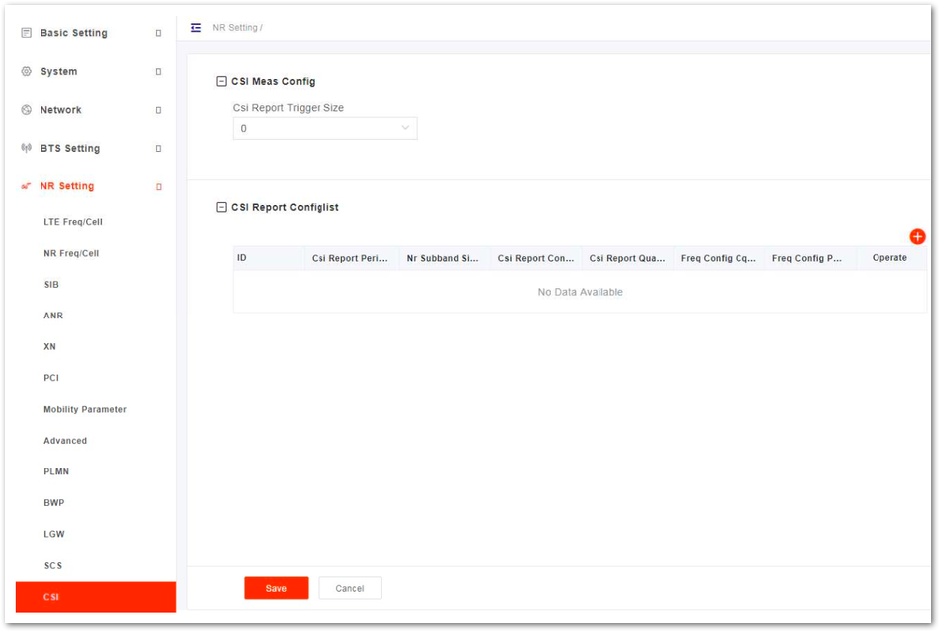 Basic Setting
System
Network
BTS Setting
NR Setting
LTE Freq/Cell
NR Freq/Cell
SIB
ANR
XN
PCI
Mobility Parameter
Advanced
PLMN
BWP
LGW
SCS
CSI
NR Setting /
CSI Meas Config
Csi Report Trigger Size
0
CSI Report Configlist
ID Csi Report Peri... Nr Subband Si... Csi Report Con... Csi Report Qua... Freq Config Cq... Freq Config P... Operate
No Data Available
Save Cancel